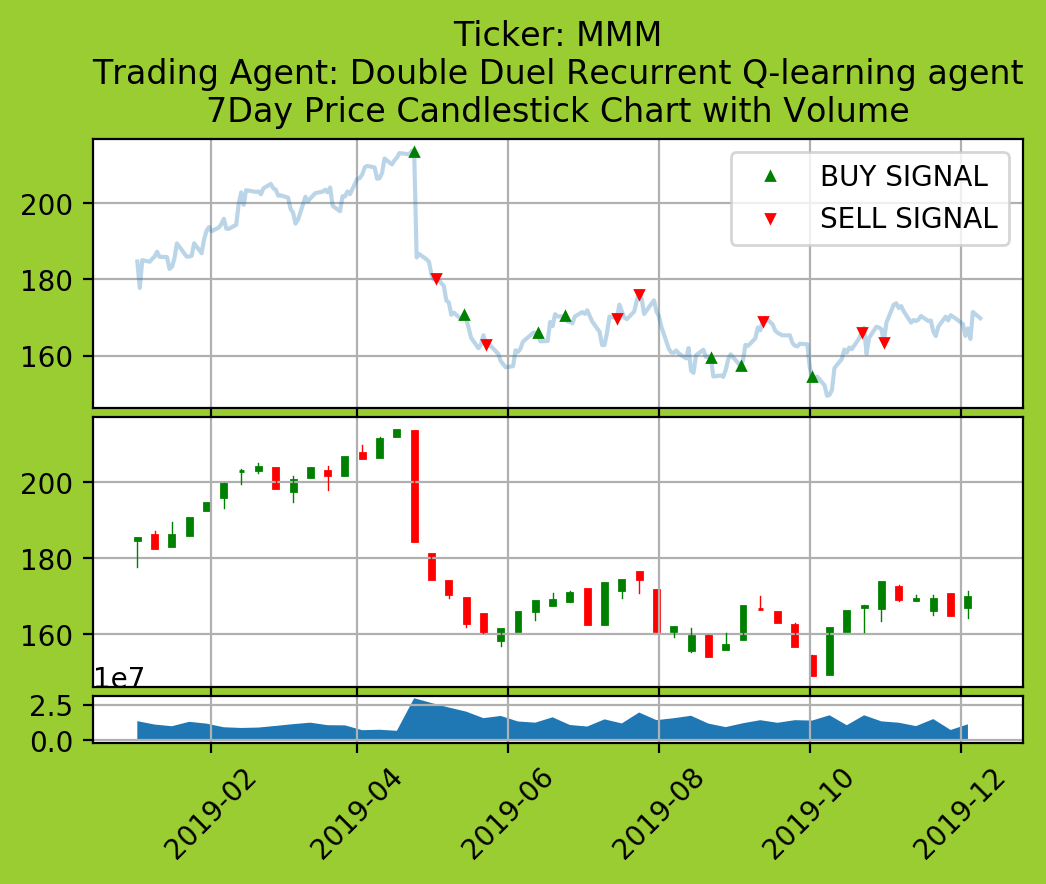 Ticker: MMM
Trading Agent: Double Duel Recurrent Q-learning agent
7Day Price Candlestick Chart with Volume
BUY SIGNAL
SELL SIGNAL
200
180
160
200
180
160
1e7
2.5
0.0
2019-02
2019-04
2019-06
2019-08
2019-10
2019-12